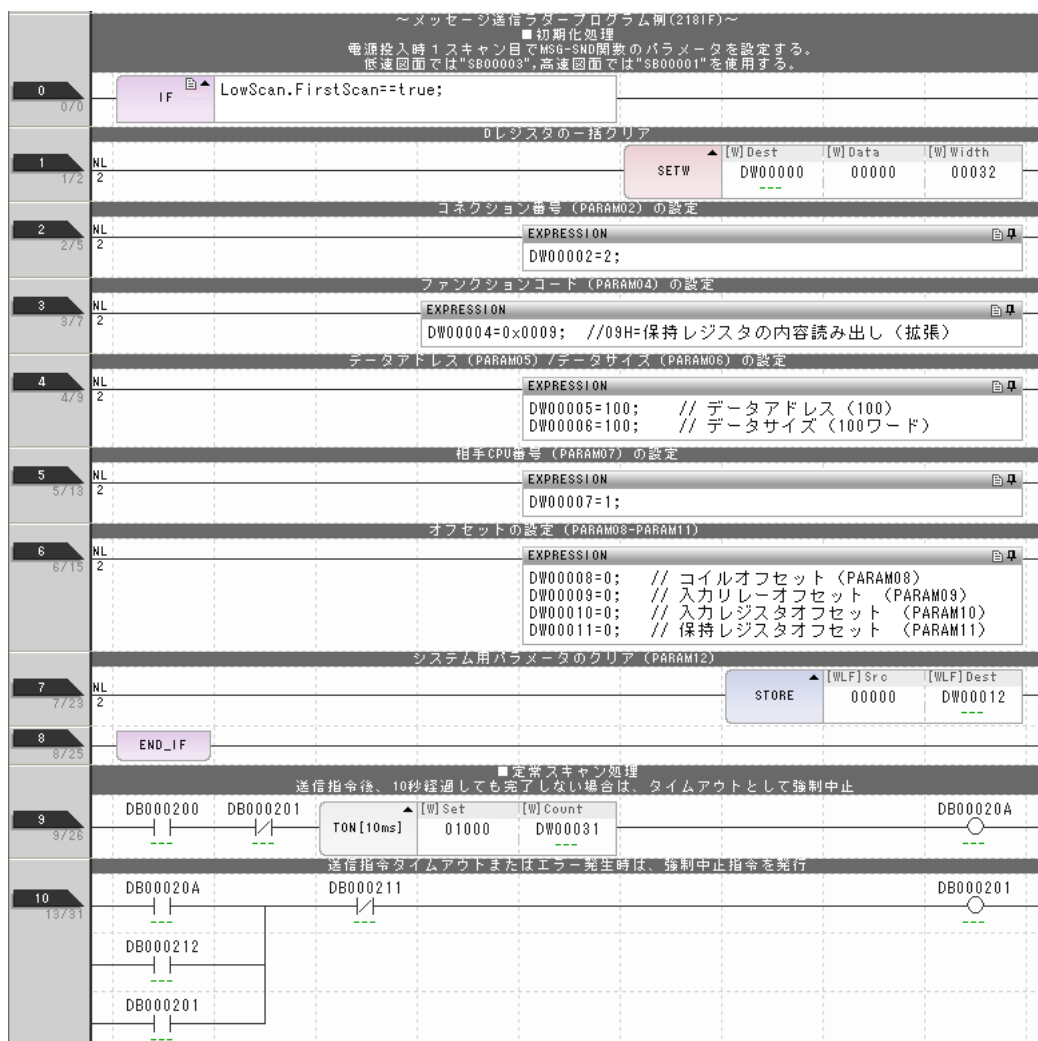 ~メッセージ送信ラダープログラム例(218IF)~
■初期化処理
電源投入時1スキャン目でMSG-SND関数のパラメータを設定する。
低速図面では"SB00003",高速図面では"SB00001"を使用する。
0
0/0
IF
LowScan.FirstScan==true;
Dレジスタの一括クリア
1
1/2
NL
2
SETW
[W]Dest [W]Data [W]Width
DW00000 00000 00032
---
コネクション番号 (PARAM02) の設定
2
2/5
NL
2
EXPRESSION
DW00002=2;
ファンクションコード (PARAM04) の設定
3
3/7
NL
2
EXPRESSION
DW00004=0x0009; //09H=保持レジスタの内容読み出し(拡張)
データアドレス (PARAM05) /データサイズ (PARAM06) の設定
4
4/9
NL
2
EXPRESSION
DW00005=100; // データアドレス(100)
DW00006=100; // データサイズ(100ワード)
相手CPU番号 (PARAM07) の設定
5
5/13
NL
2
EXPRESSION
DW00007=1;
オフセットの設定 (PARAM08-PARAM11)
6
6/15
NL
2
EXPRESSION
DW00008=0; // コイルオフセット (PARAM08)
DW00009=0; // 入力リレーオフセット (PARAM09)
DW00010=0; // 入力レジスタオフセット (PARAM10)
DW00011=0; // 保持レジスタオフセット (PARAM11)
システム用パラメータのクリア (PARAM12)
7
7/23
NL
2
STORE
[WLF]Src [WLF]Dest
00000 DW00012
---
8
8/25
END_IF
■定常スキャン処理
送信指令後、10秒経過しても完了しない場合は、タイムアウトとして強制中止
9
9/26
DB000200 DB000201
TON[10ms]
[W]Set [W]Count
01000 DW00031
DB00020A
--- --- --- ---
送信指令タイムアウトまたはエラー発生時は、強制中止指令を発行
10
13/31
DB00020A DB000211 DB000201
--- --- ---
DB000212
---
DB000201
---